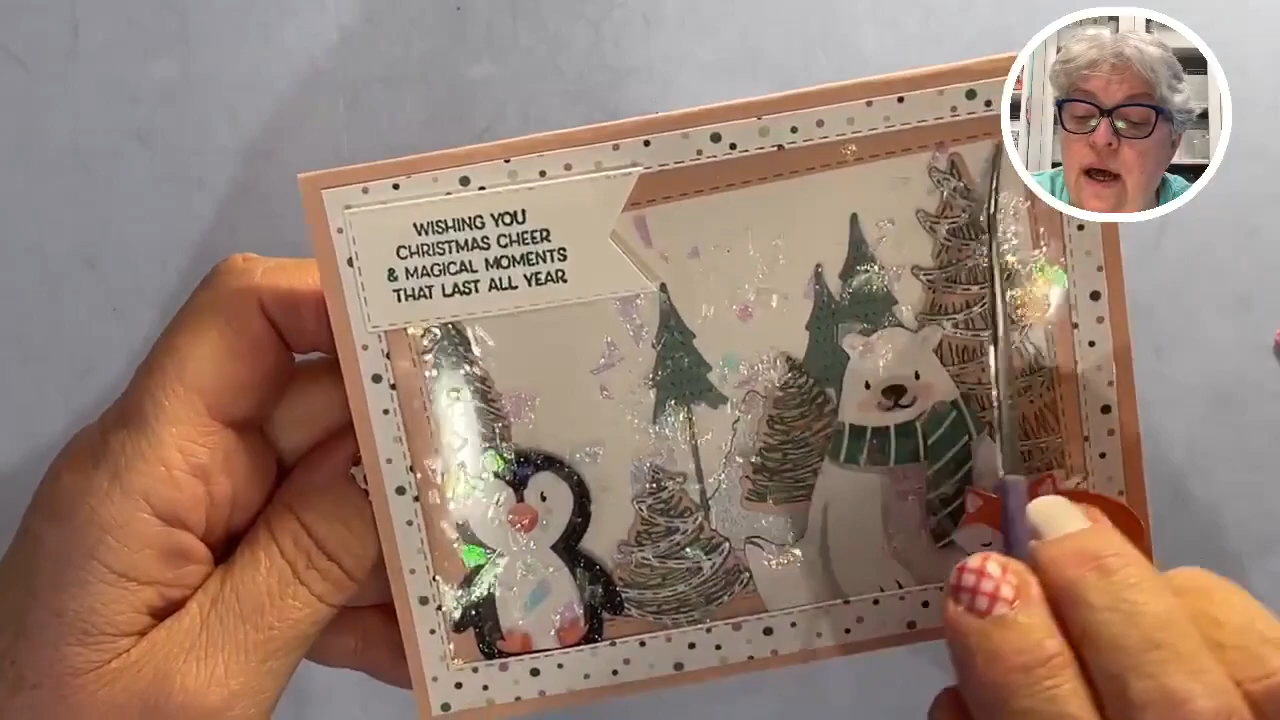 WISHING YOU
CHRISTMAS CHEER
& MAGICAL MOMENTS
THAT LAST ALL YEAR